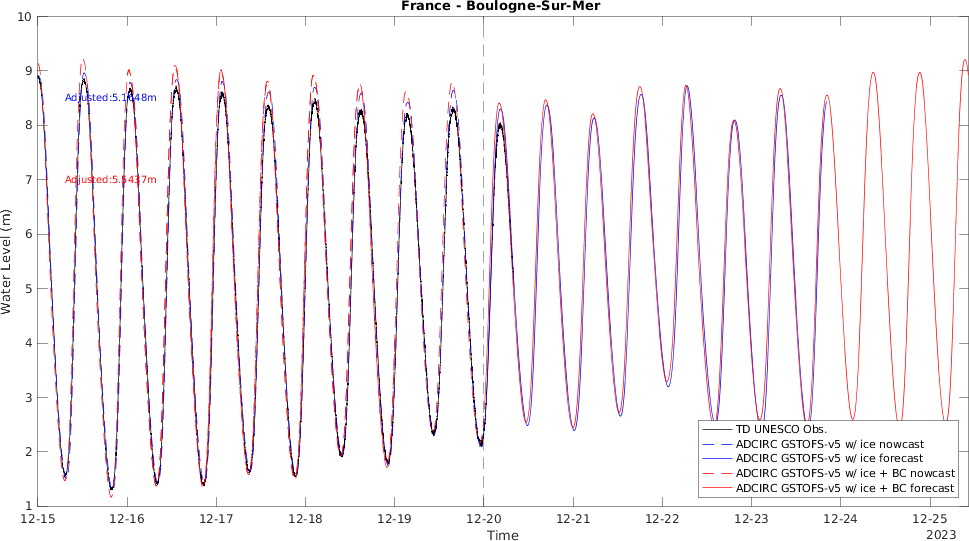 France - Boulogne-Sur-Mer
10
9
8
7
6
5
4
3
2
1
Water Level (m)
Adjusted:5.1648m
Adjusted:5.5437m
TD UNESCO Obs.
ADCIRC GSTOFS-v5 w/ ice nowcast
ADCIRC GSTOFS-v5 w/ ice forecast
ADCIRC GSTOFS-v5 w/ ice + BC nowcast
ADCIRC GSTOFS-v5 w/ ice + BC forecast
12-15 12-16 12-17 12-18 12-19 12-20 12-21 12-22 12-23 12-24 12-25
Time
2023